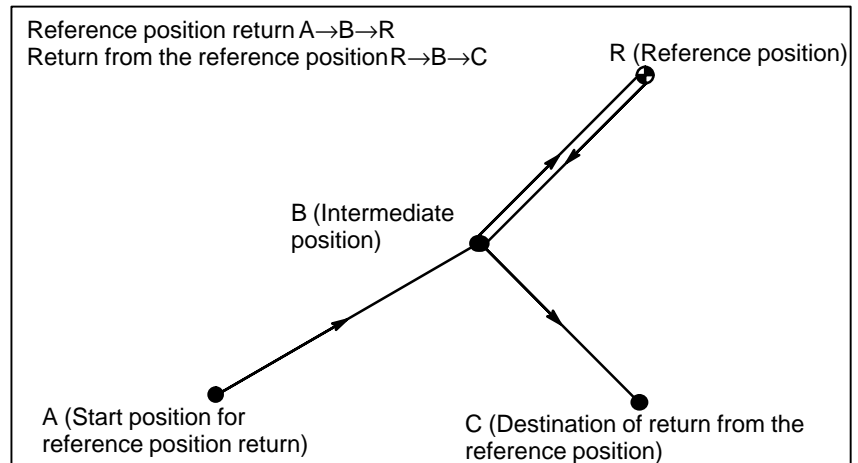 Reference position return A→B→R
Return from the reference position R→B→C
R (Reference position)
B (Intermediate
position)
A (Start position for
reference position return)
C (Destination of return from the
reference position)